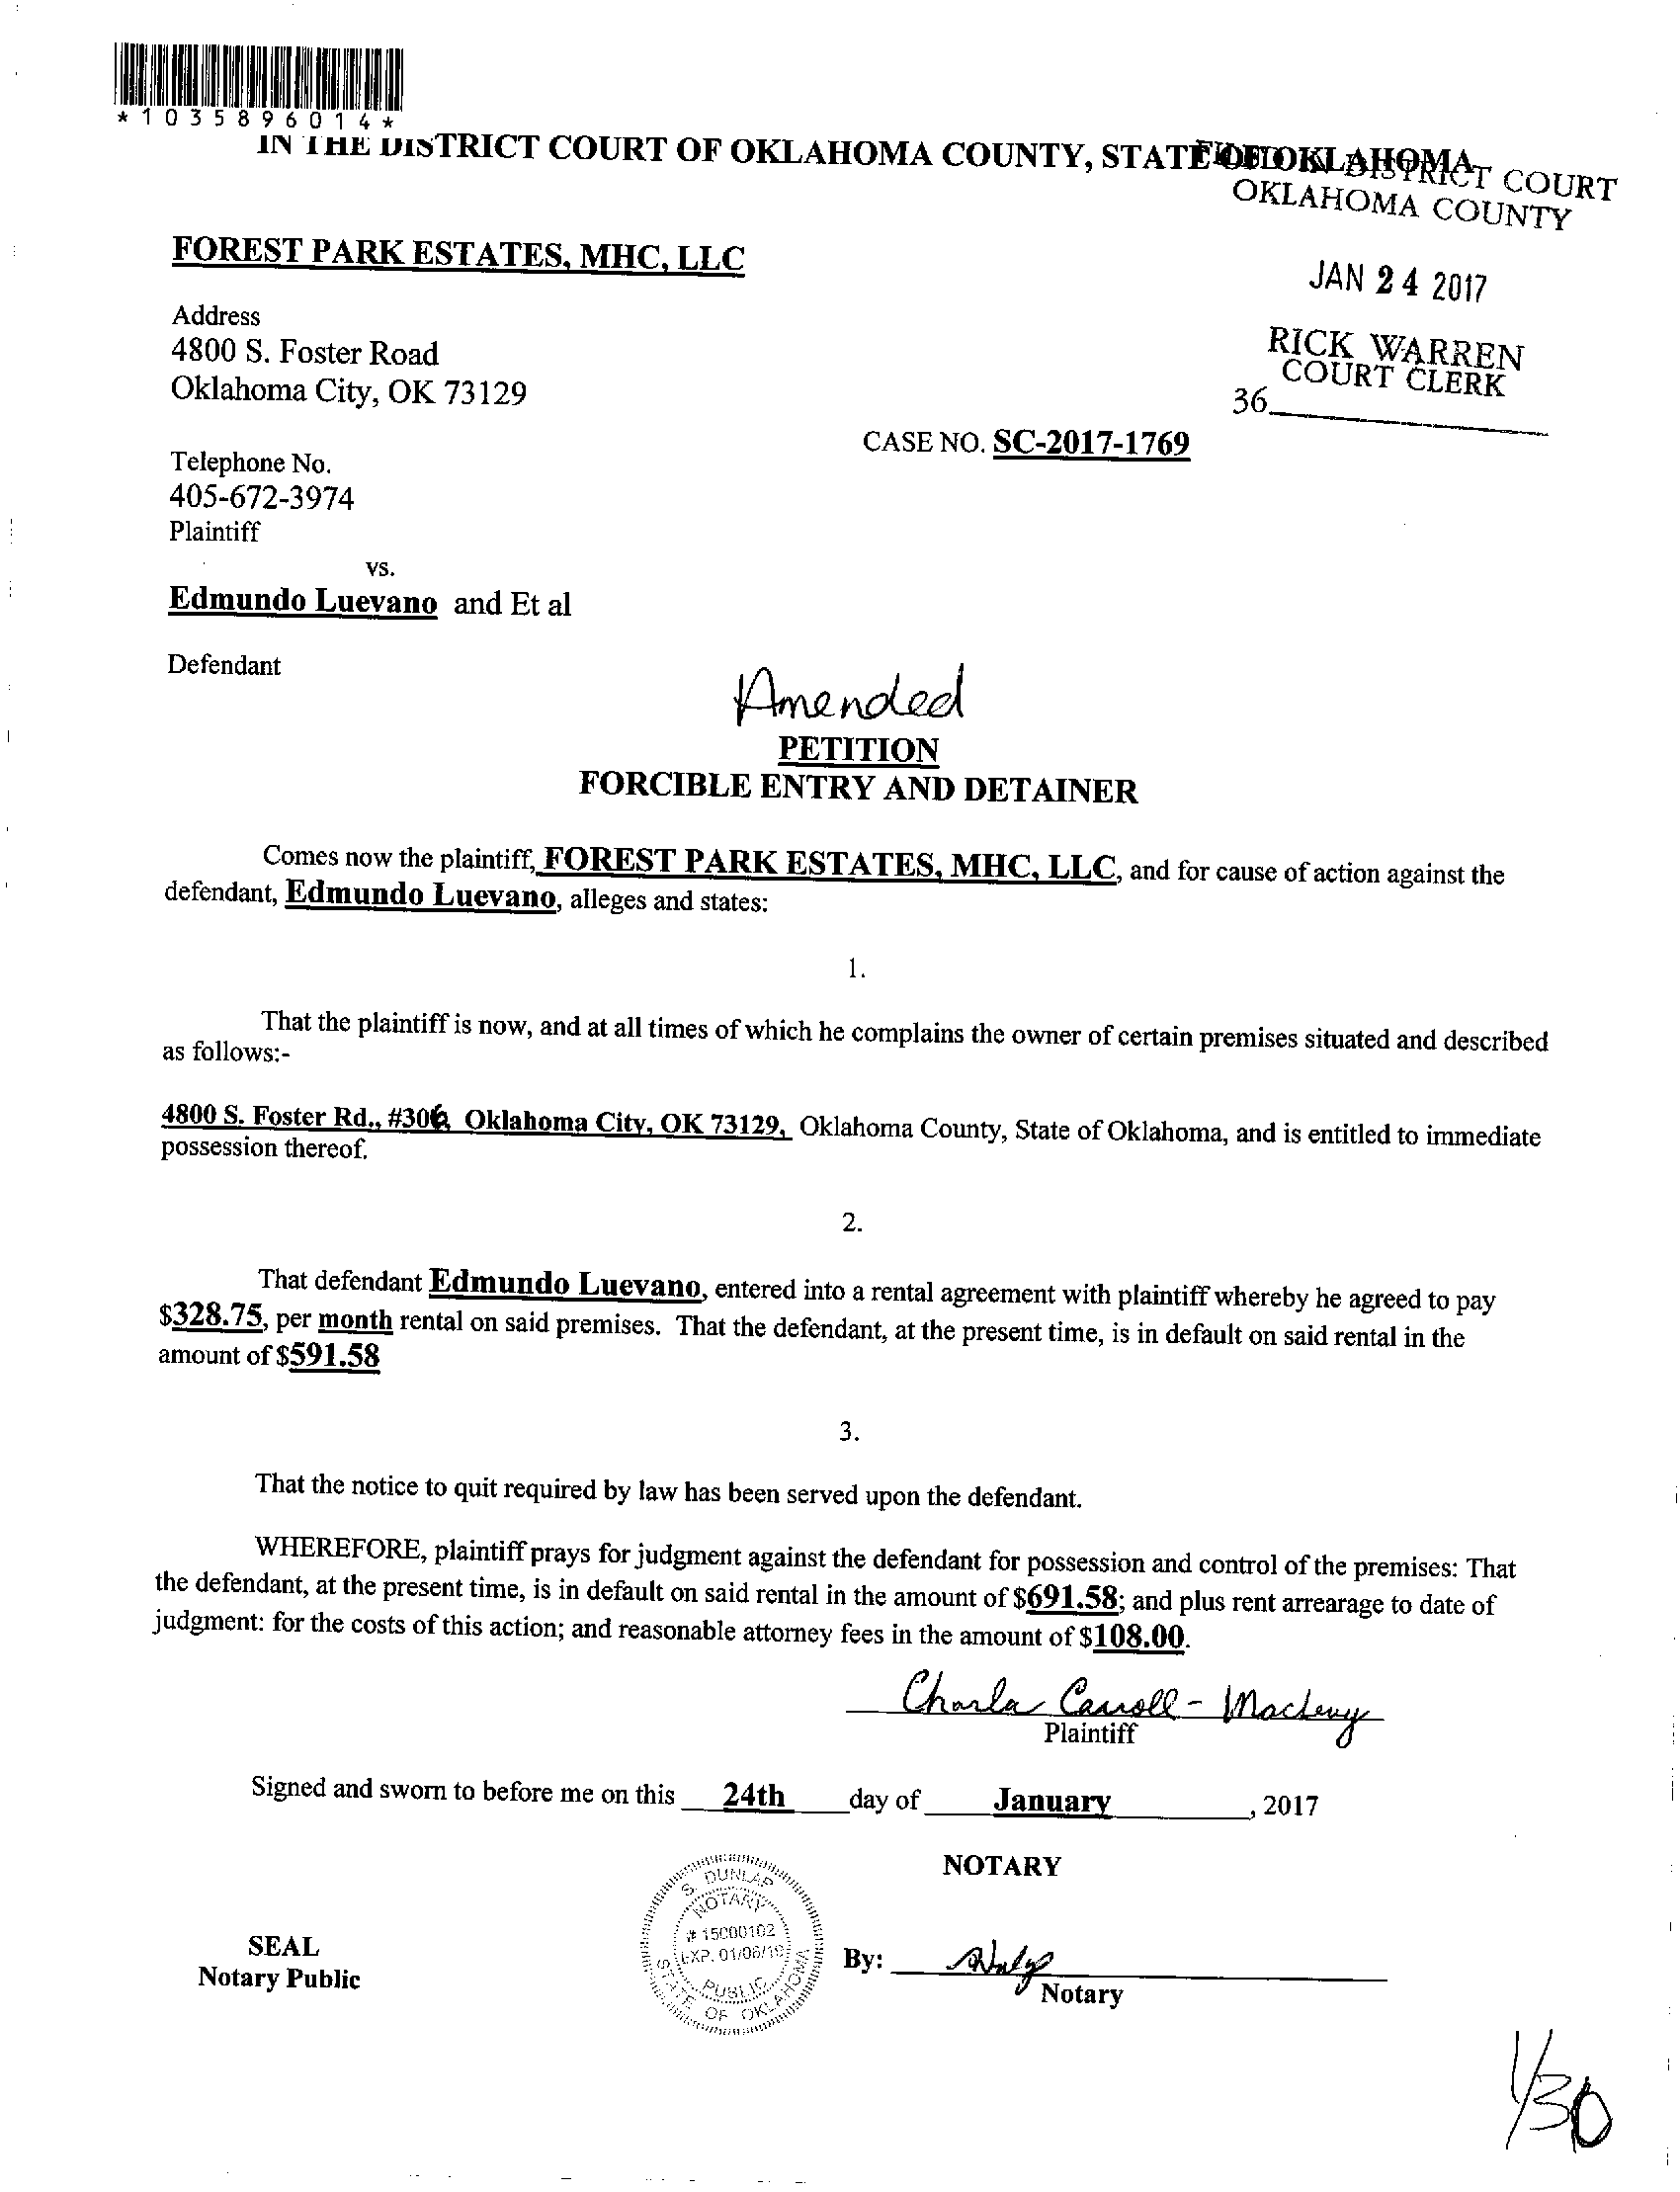 *1035896014*
IN THE DISTRICT COURT OF OKLAHOMA COUNTY, STATE OF OKLAHOMA
FILED IN DISTRICT COURT
OKLAHOMA COUNTY
FOREST PARK ESTATES, MHC, LLC
JAN 24 2017
Address
4800 S. Foster Road
RICK WARREN
COURT CLERK
Oklahoma City, OK 73129
36
CASE NO. SC-2017-1769
Telephone No.
405-672-3974
Plaintiff
vs.
Edmundo Luevano and Et al
Defendant
Amended
PETITION
FORCIBLE ENTRY AND DETAINER
Comes now the plaintiff, FOREST PARK ESTATES, MHC, LLC, and for cause of action against the
defendant, Edmundo Luevano, alleges and states:
1.
That the plaintiff is now, and at all times of which he complains the owner of certain premises situated and described
as follows:-
4800 S. Foster Rd., #306, Oklahoma City, OK 73129, Oklahoma County, State of Oklahoma, and is entitled to immediate
possession thereof.
2.
That defendant Edmundo Luevano, entered into a rental agreement with plaintiff whereby he agreed to pay
$328.75, per month rental on said premises. That the defendant, at the present time, is in default on said rental in the
amount of $591.58
3.
That the notice to quit required by law has been served upon the defendant.
WHEREFORE, plaintiff prays for judgment against the defendant for possession and control of the premises: That
the defendant, at the present time, is in default on said rental in the amount of $691.58; and plus rent arrearage to date of
judgment: for the costs of this action; and reasonable attorney fees in the amount of $108.00.
Charla Carroll-
Plaintiff
Signed and sworn to before me on this 24th day of January, 2017
NOTARY
S. DUNLAP
NOTARY
# 15000102
EXP. 01/06/19
PUBLIC
STATE OF OKLAHOMA
SEAL
Notary Public
By:
Notary
1/30